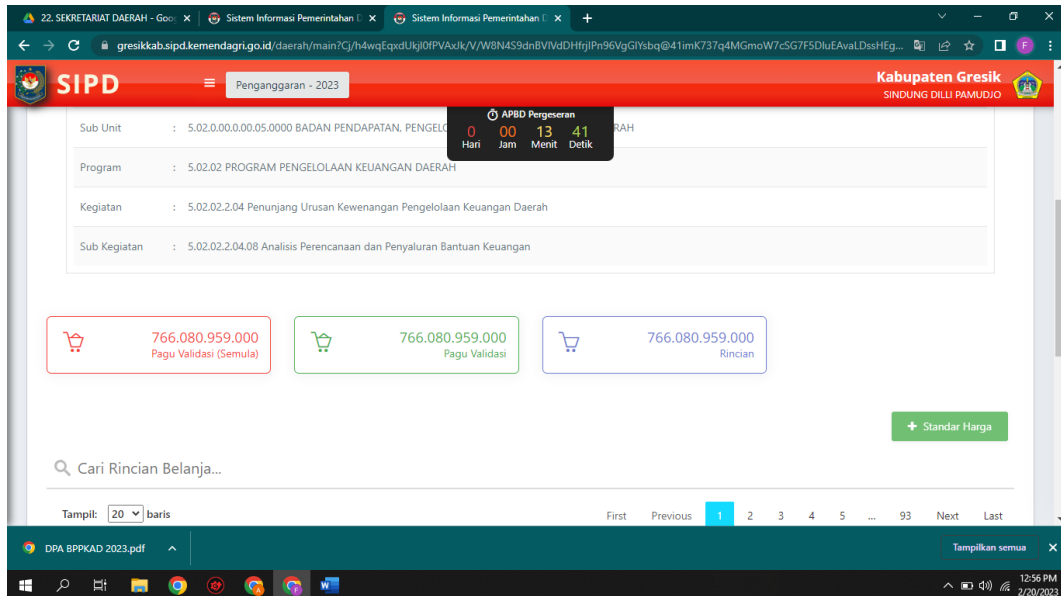 22. SEKRETARIAT DAERAH - Goo
Sistem Informasi Pemerintahan D
Sistem Informasi Pemerintahan D
gresikkab.sipd.kemendagri.go.id/daerah/main?
SIPD
Penganggaran - 2023
Kabupaten Gresik
SINDUNG DILLI PAMUDJO
APBD Pergeseran
0 00 13 41
Hari Jam Menit Detik
Sub Unit : 5.02.0.00.0.00.05.0000 BADAN PENDAPATAN, PENGELO RAH
Program : 5.02.02 PROGRAM PENGELOLAAN KEUANGAN DAERAH
Kegiatan : 5.02.02.2.04 Penunjang Urusan Kewenangan Pengelolaan Keuangan Daerah
Sub Kegiatan : 5.02.02.2.04.08 Analisis Perencanaan dan Penyaluran Bantuan Keuangan
766.080.959.000
Pagu Validasi (Semula)
766.080.959.000
Pagu Validasi
766.080.959.000
Rincian
+ Standar Harga
Cari Rincian Belanja...
Tampil: 20 baris
First Previous 1 2 3 4 5 ... 93 Next Last
DPA BPPKAD 2023.pdf
Tampilkan semua
12:56 PM
2/20/2023